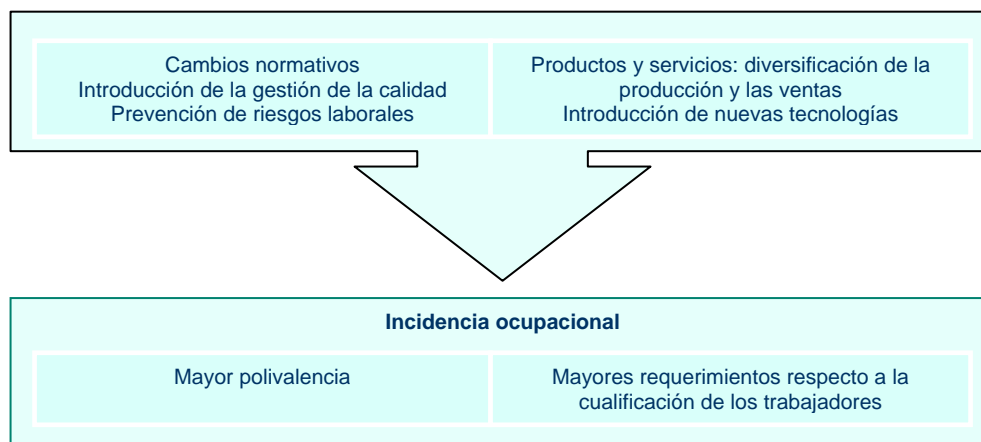 Cambios normativos
Introducción de la gestión de la calidad
Prevención de riesgos laborales
Productos y servicios: diversificación de la
producción y las ventas
Introducción de nuevas tecnologías
Incidencia ocupacional
Mayor polivalencia
Mayores requerimientos respecto a la
cualificación de los trabajadores